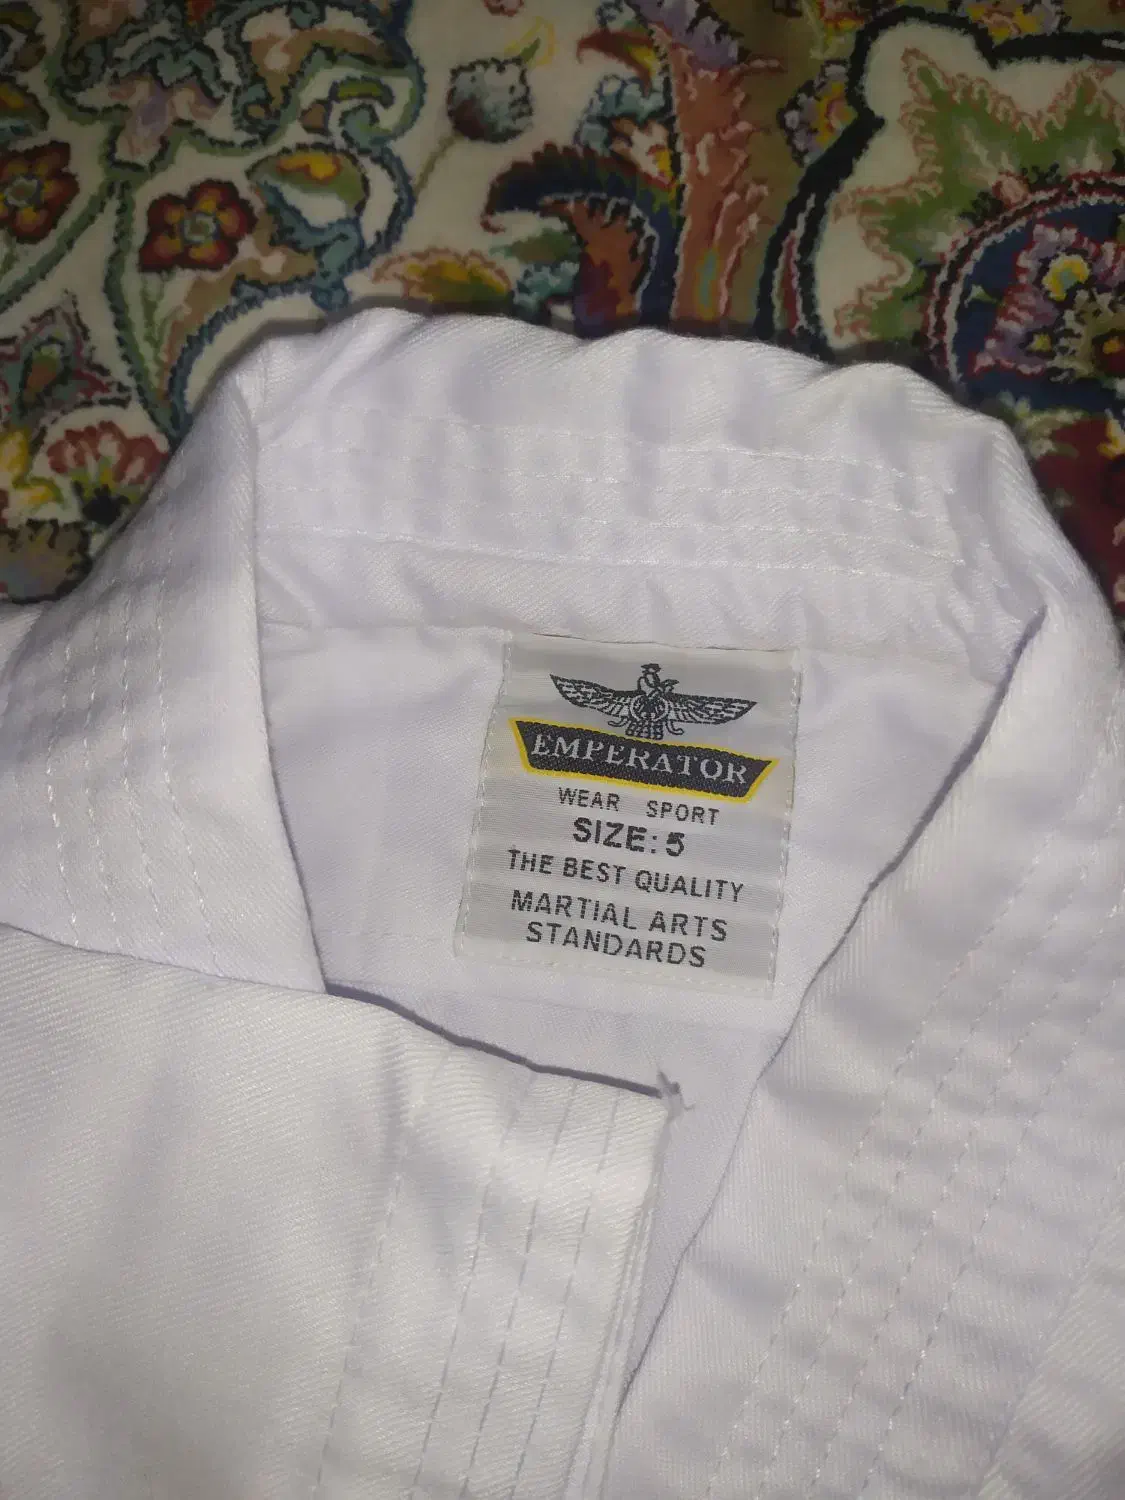 EMPERATOR
WEAR SPORT
SIZE: 5
THE BEST QUALITY
MARTIAL ARTS
STANDARDS